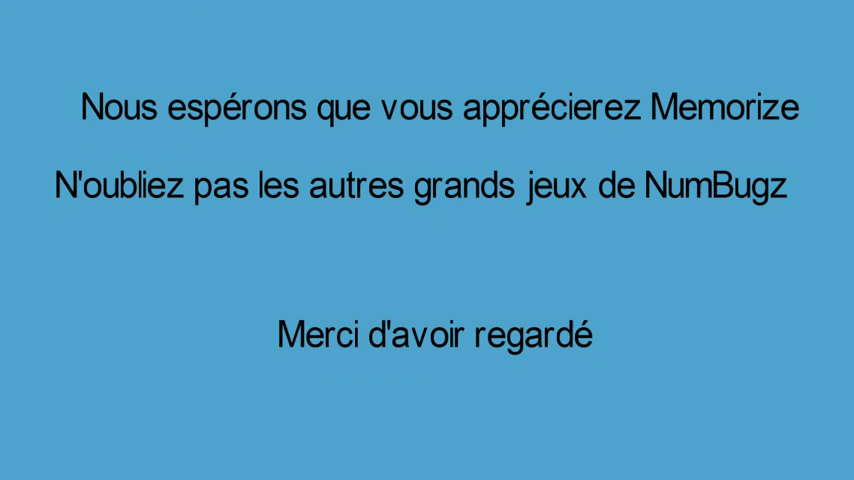 Nous espérons que vous apprécierez Memorize
N'oubliez pas les autres grands jeux de NumBugz
Merci d'avoir regardé